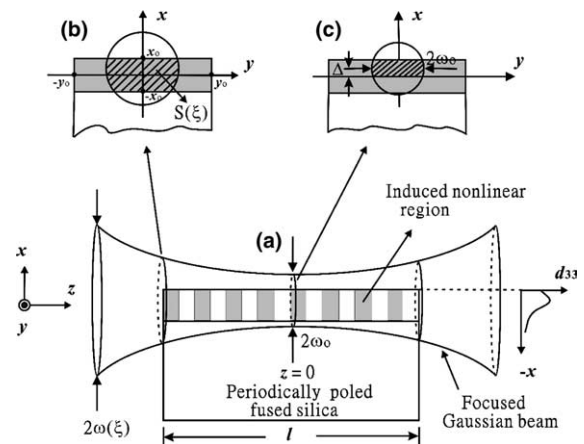 (b)
x
x₀
y
-y₀
y₀
-x₀
S(ξ)
(c)
x
Δ
2ω₀
y
Induced nonlinear
region
(a)
x
z
y
d₃₃
-x
2ω₀
z = 0
Periodically poled
fused silica
Focused
Gaussian beam
2ω(ξ)
l